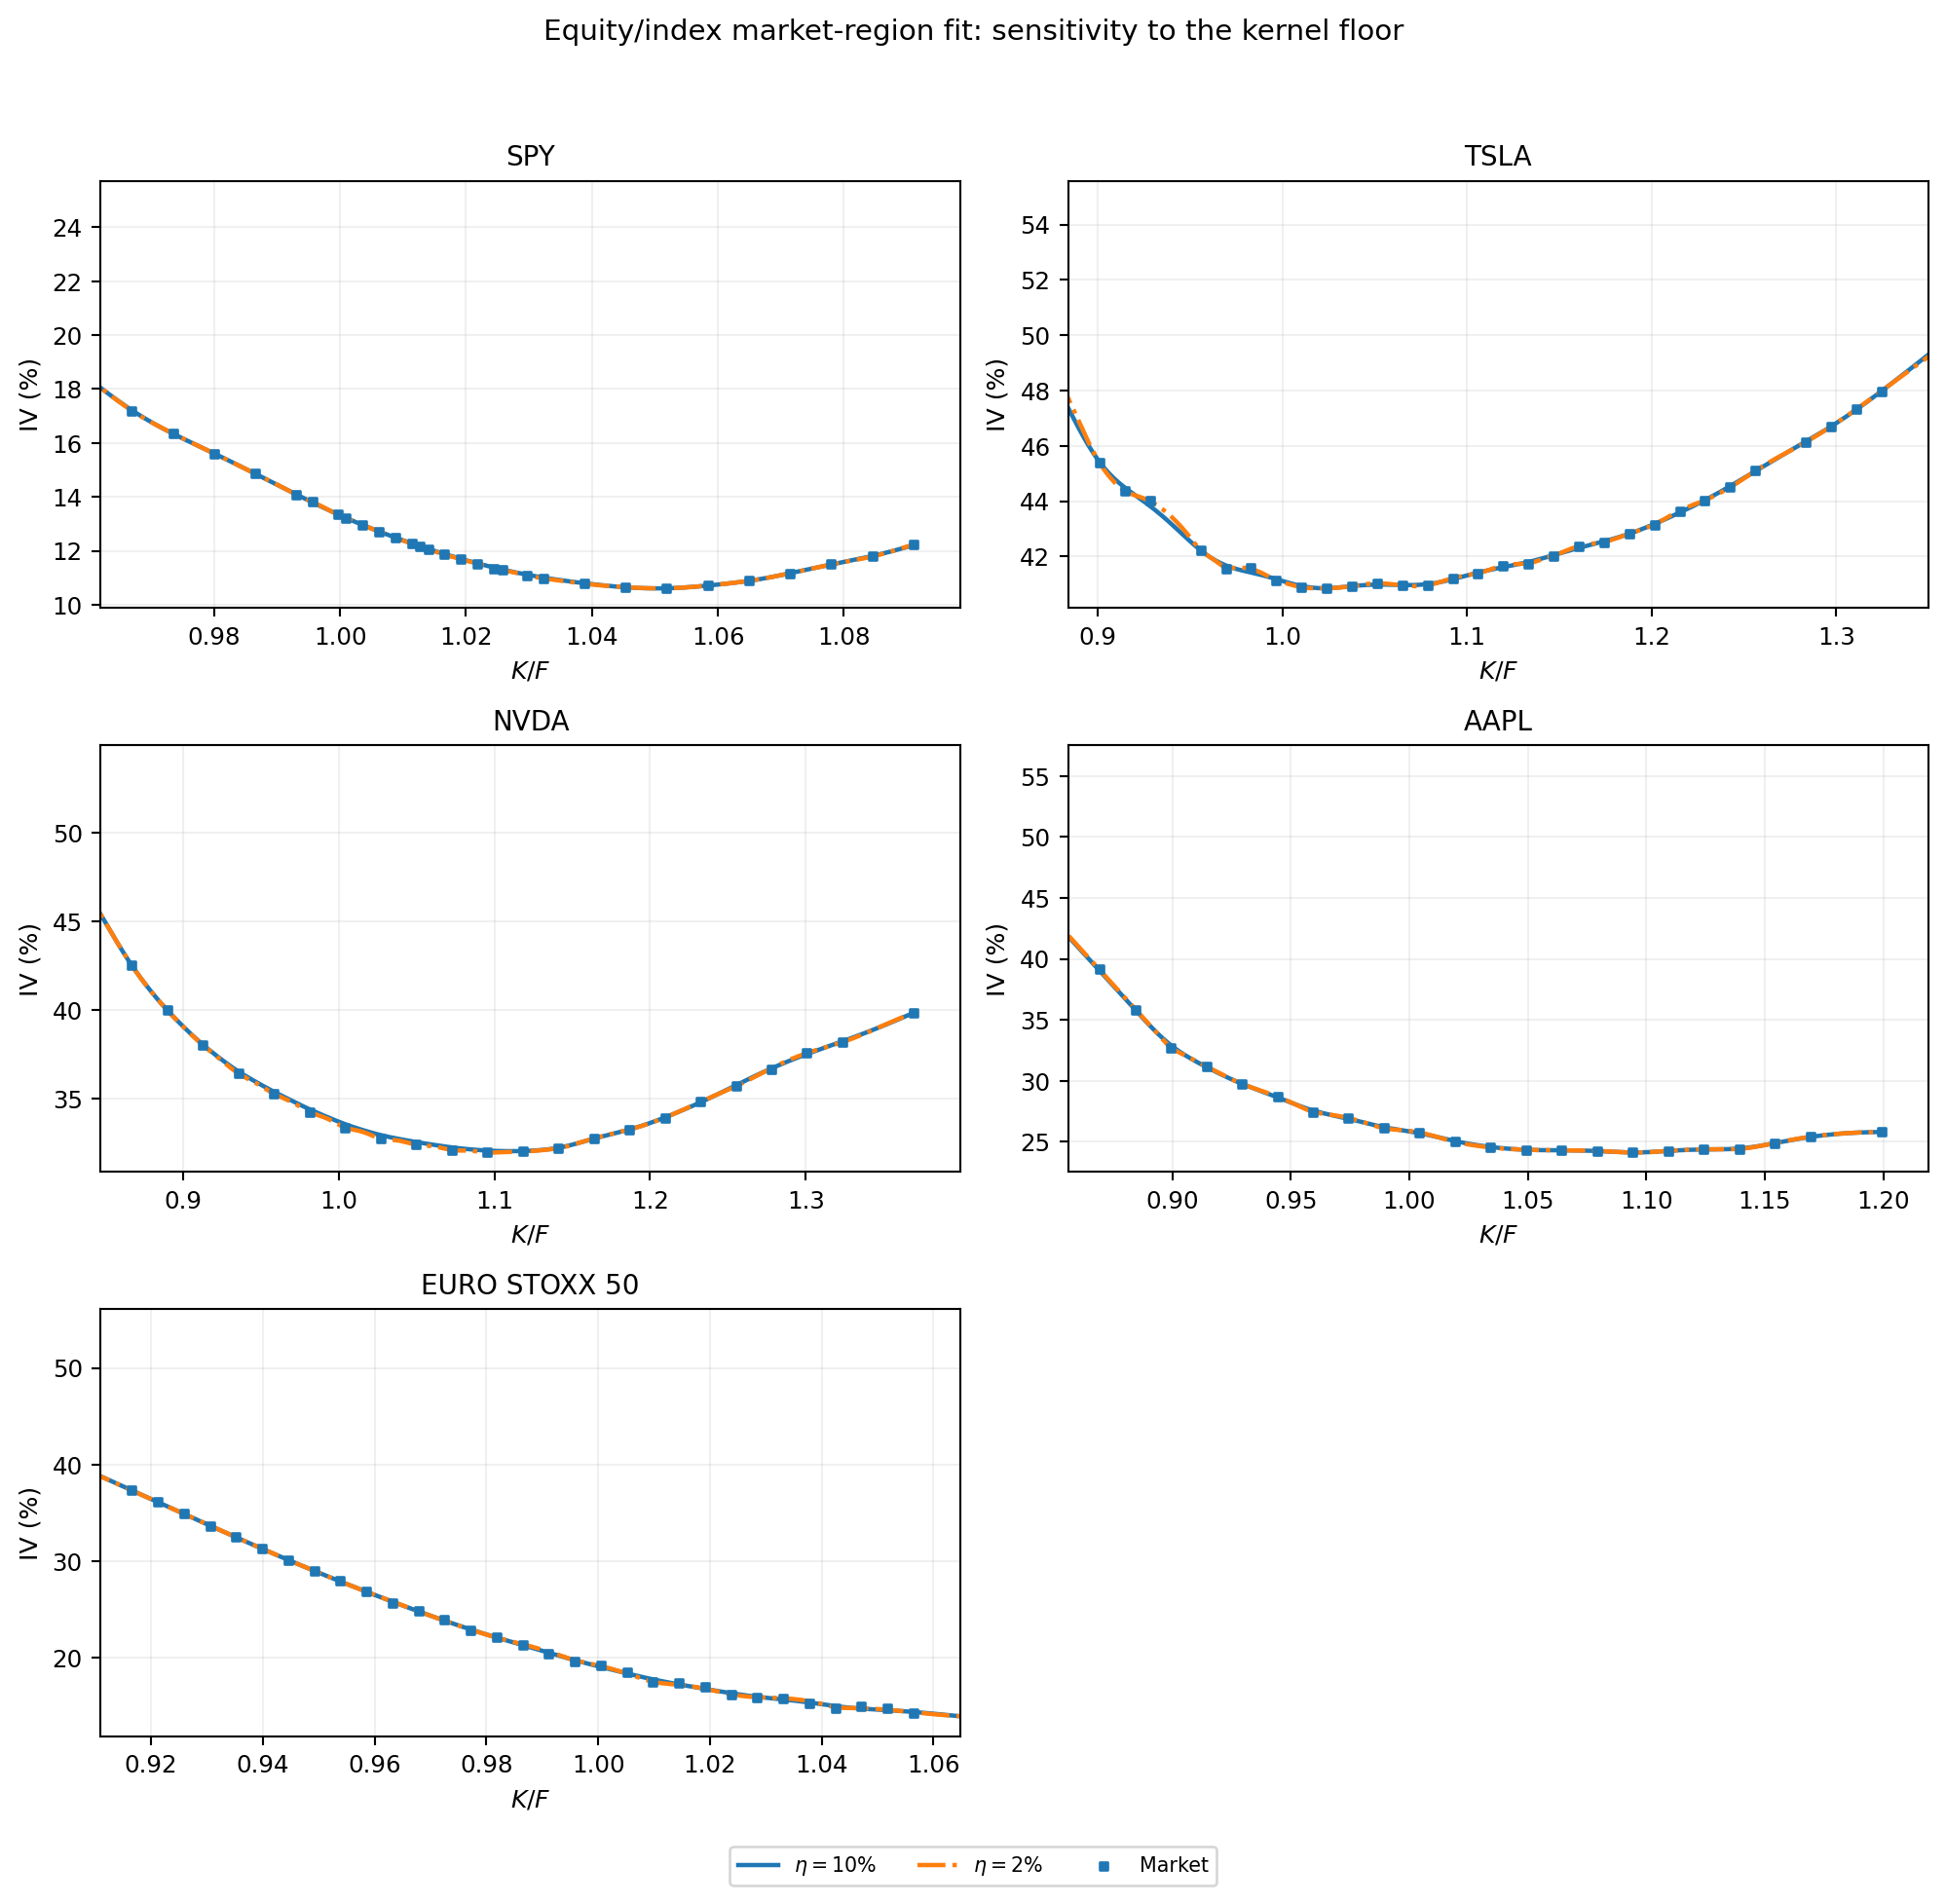 Equity/index market-region fit: sensitivity to the kernel floor
SPY
IV (%)
24
22
20
18
16
14
12
10
0.98 1.00 1.02 1.04 1.06 1.08
K/F
TSLA
IV (%)
54
52
50
48
46
44
42
0.9 1.0 1.1 1.2 1.3
K/F
NVDA
IV (%)
50
45
40
35
0.9 1.0 1.1 1.2 1.3
K/F
AAPL
IV (%)
55
50
45
40
35
30
25
0.90 0.95 1.00 1.05 1.10 1.15 1.20
K/F
EURO STOXX 50
IV (%)
50
40
30
20
0.92 0.94 0.96 0.98 1.00 1.02 1.04 1.06
K/F
η = 10% η = 2% Market